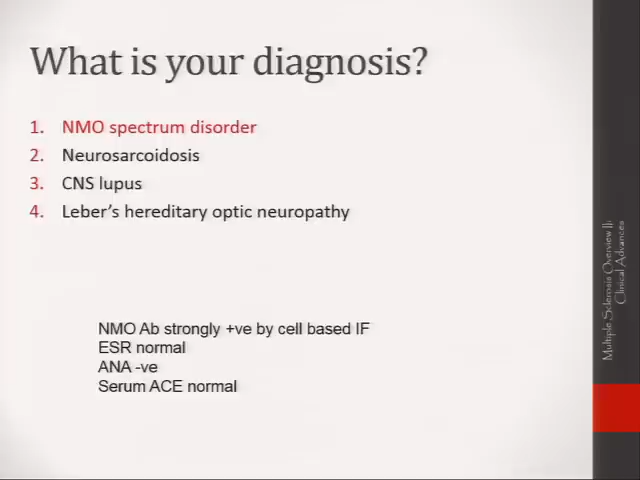 What is your diagnosis?
1. NMO spectrum disorder
2. Neurosarcoidosis
3. CNS lupus
4. Leber's hereditary optic neuropathy
NMO Ab strongly +ve by cell based IF
ESR normal
ANA -ve
Serum ACE normal
Multiple Sclerosis Overview II:
Clinical Advances